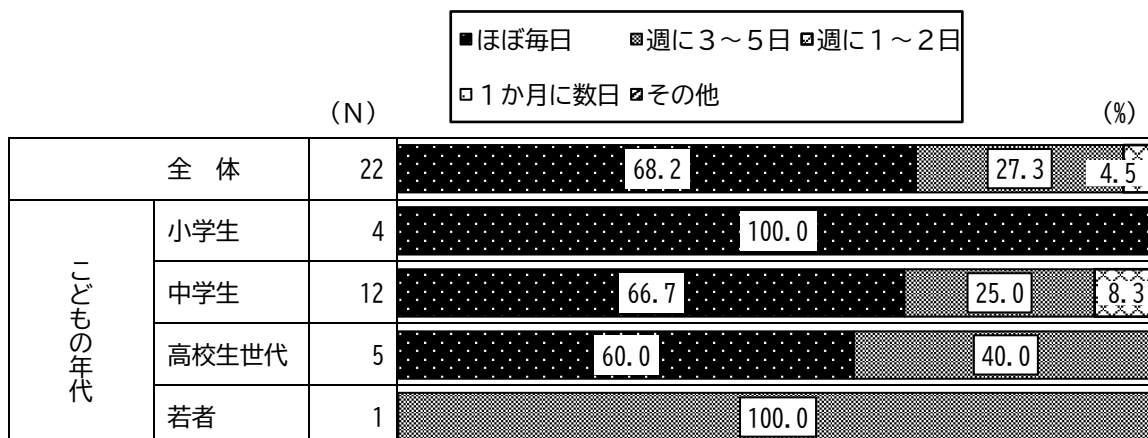 ■ほぼ毎日 週に3～5日 週に1～2日
1か月に数日 その他
(N) (%)
全 体 22 68.2 27.3 4.5
こどもの年代
小学生 4 100.0
中学生 12 66.7 25.0 8.3
高校生世代 5 60.0 40.0
若者 1 100.0